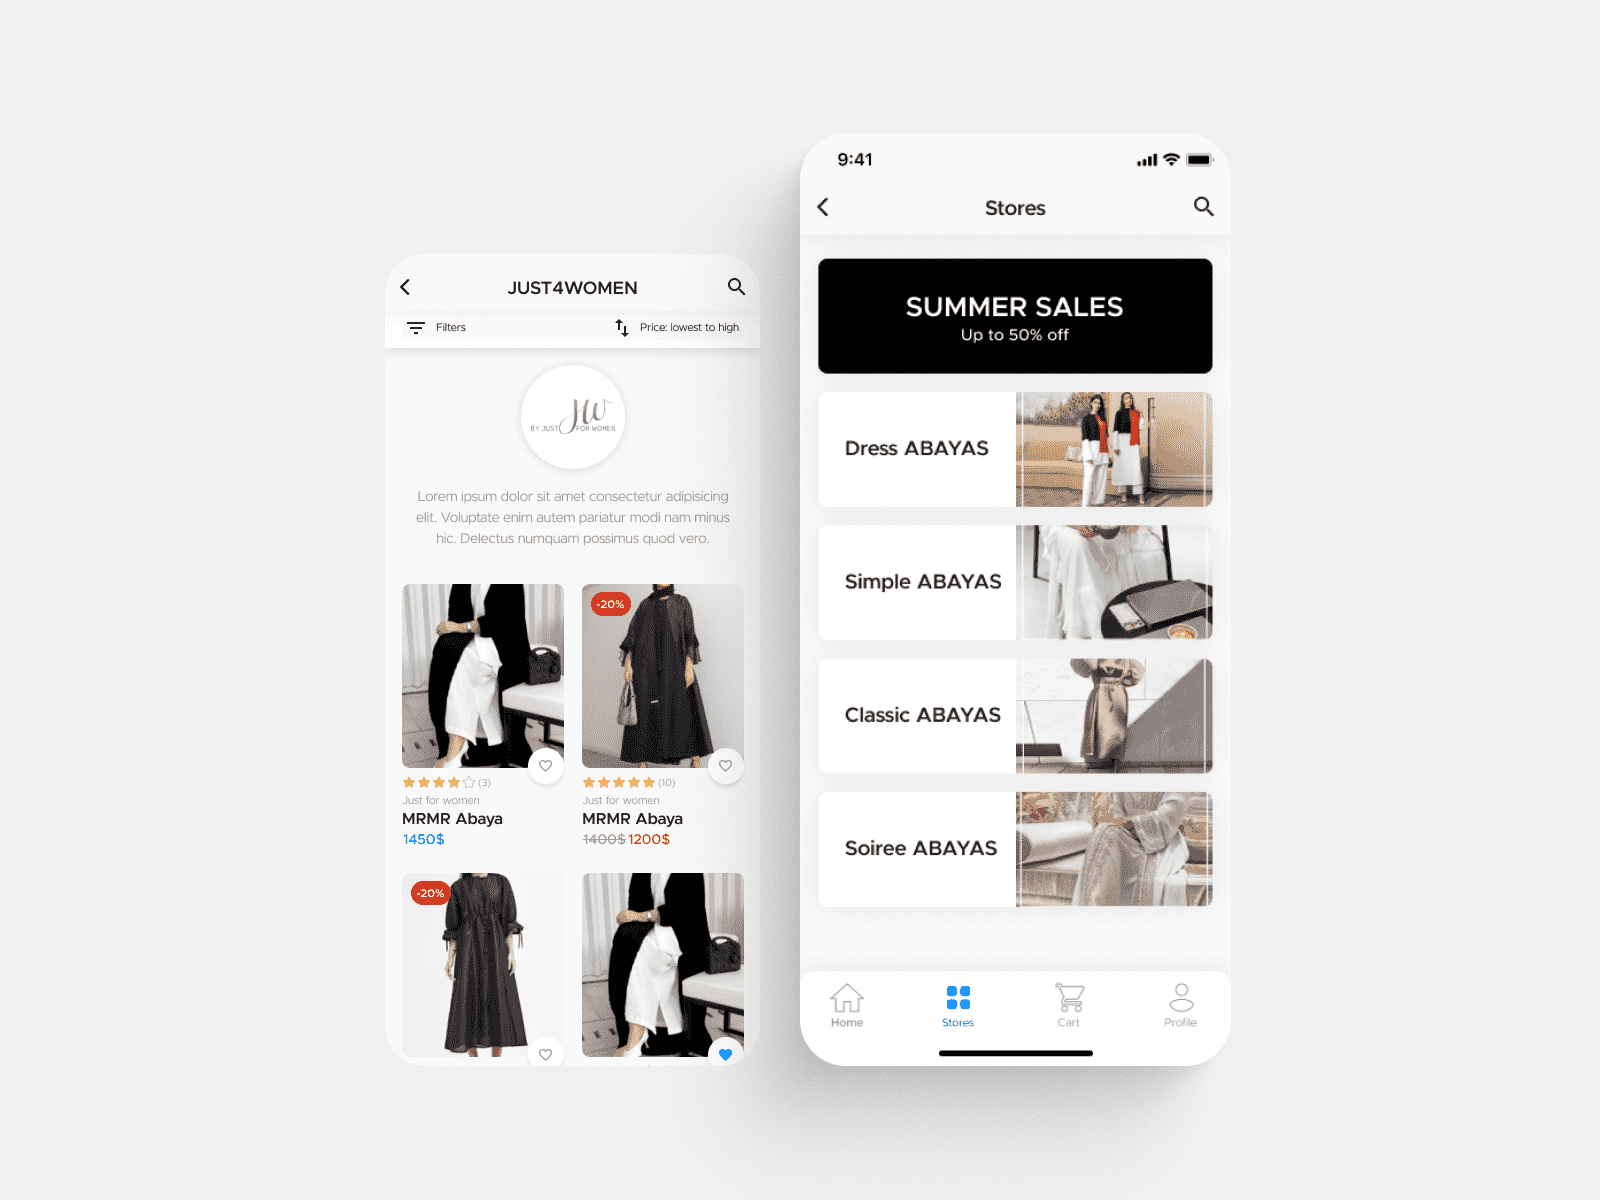 JUST4WOMEN
Filters
Price: lowest to high
JW
BY JUST FOR WOMEN
Lorem ipsum dolor sit amet consectetur adipisicing
elit. Voluptate enim autem pariatur modi nam minus
hic. Delectus numquam possimus quod vero.
-20%
(3)
(10)
Just for women
Just for women
MRMR Abaya
MRMR Abaya
1450$
1400$ 1200$
-20%
9:41
Stores
SUMMER SALES
Up to 50% off
Dress ABAYAS
Simple ABAYAS
Classic ABAYAS
Soiree ABAYAS
Home
Stores
Cart
Profile